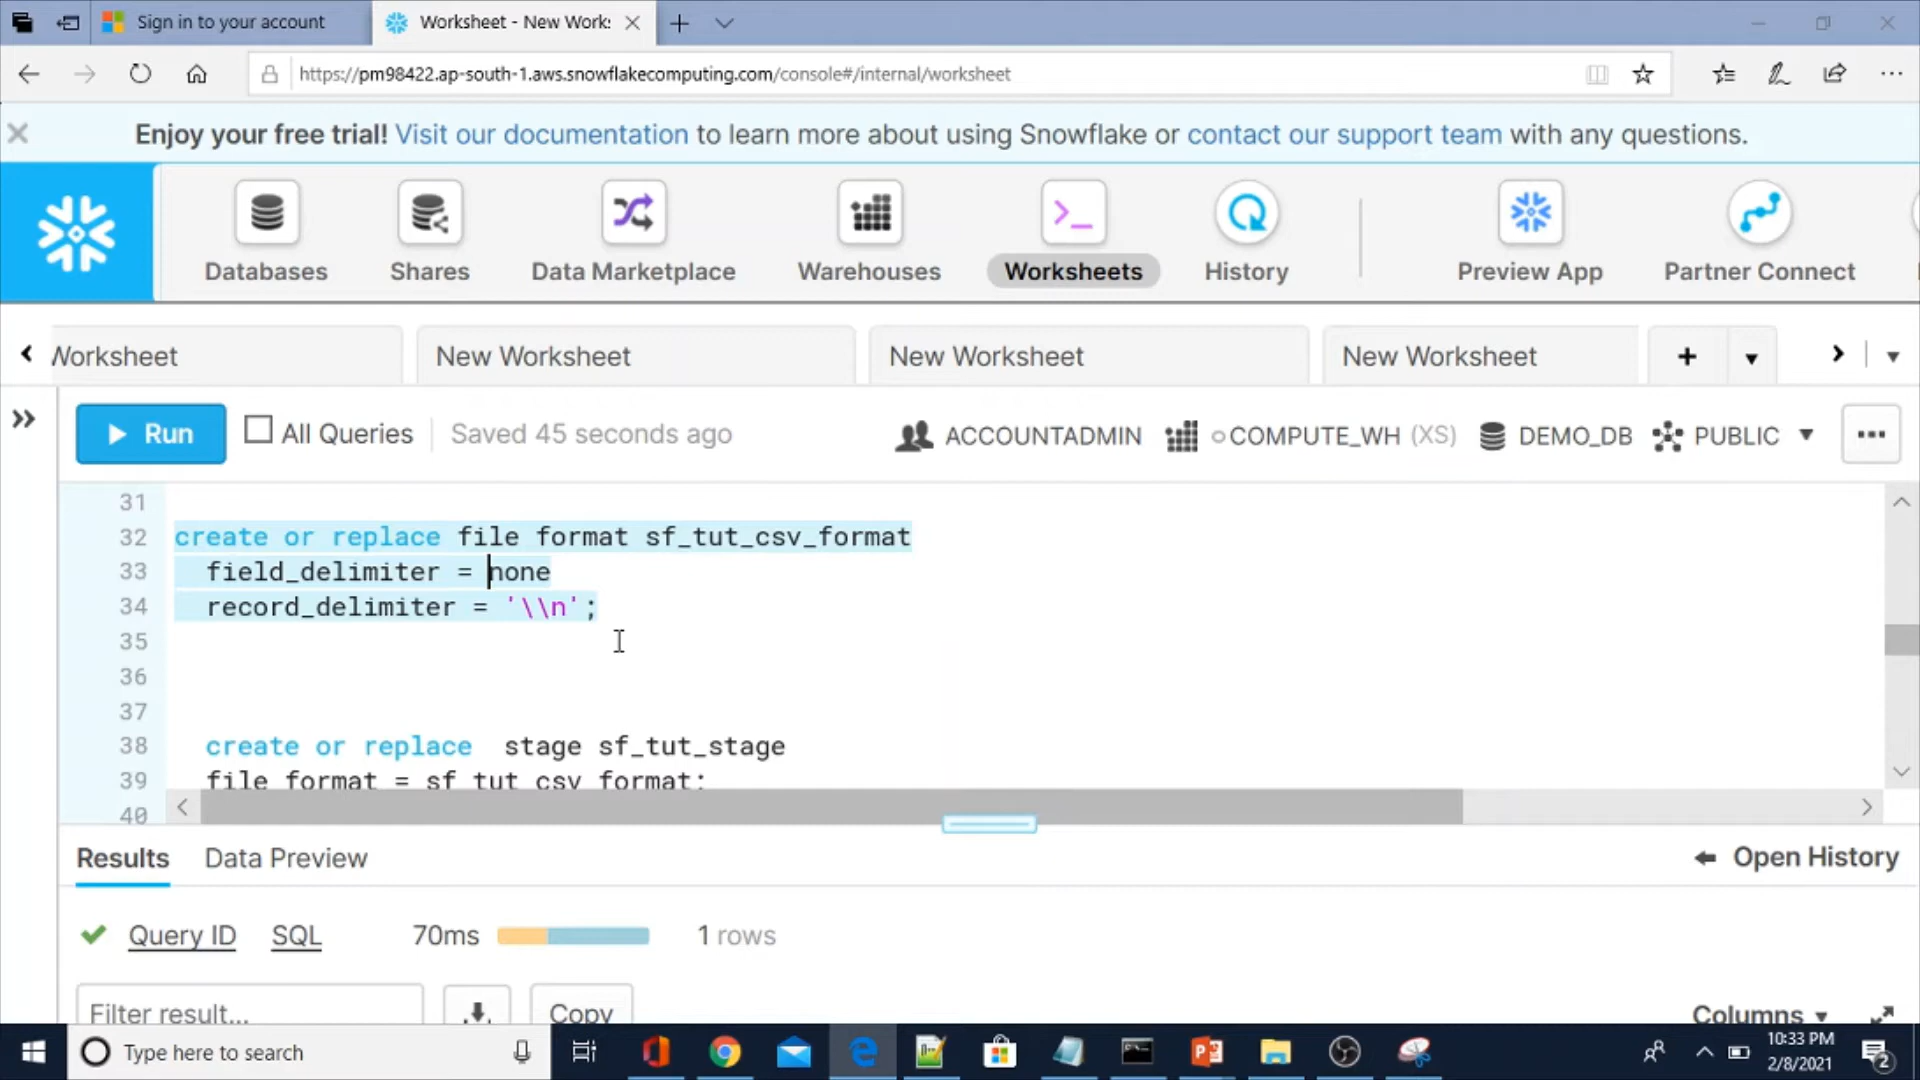 Sign in to your account
Worksheet - New Work:
https://pm98422.ap-south-1.aws.snowflakecomputing.com/console#/internal/worksheet
Enjoy your free trial! Visit our documentation to learn more about using Snowflake or contact our support team with any questions.
Databases
Shares
Data Marketplace
Warehouses
Worksheets
History
Preview App
Partner Connect
Worksheet
New Worksheet
New Worksheet
New Worksheet
Run
All Queries
Saved 45 seconds ago
ACCOUNTADMIN
COMPUTE_WH (XS)
DEMO_DB
PUBLIC
31
32 create or replace file format sf_tut_csv_format
33 field_delimiter = none
34 record_delimiter = '\\n';
35
36
37
38 create or replace stage sf_tut_stage
39 file_format = sf_tut_csv_format;
40
Results
Data Preview
Open History
Query ID
SQL
70ms
1 rows
Filter result...
Copy
Columns
Type here to search
10:33 PM
2/8/2021
2